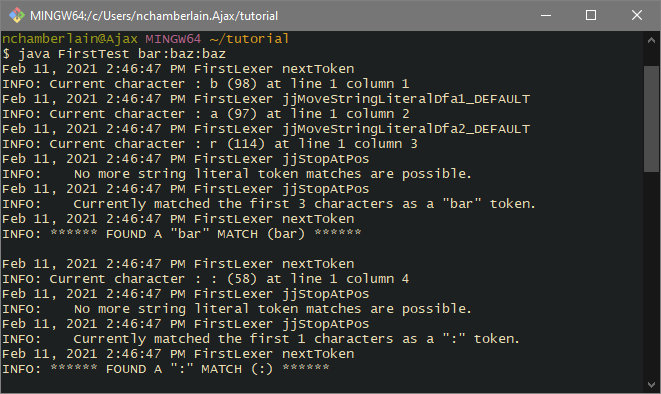 MINGW64:/c/Users/nchamberlain.Ajax/tutorial
nchamberlain@Ajax MINGW64 ~/tutorial
$ java FirstTest bar:baz:baz
Feb 11, 2021 2:46:47 PM FirstLexer nextToken
INFO: Current character : b (98) at line 1 column 1
Feb 11, 2021 2:46:47 PM FirstLexer jjMoveStringLiteralDfa1_DEFAULT
INFO: Current character : a (97) at line 1 column 2
Feb 11, 2021 2:46:47 PM FirstLexer jjMoveStringLiteralDfa2_DEFAULT
INFO: Current character : r (114) at line 1 column 3
Feb 11, 2021 2:46:47 PM FirstLexer jjStopAtPos
INFO:    No more string literal token matches are possible.
Feb 11, 2021 2:46:47 PM FirstLexer jjStopAtPos
INFO:    Currently matched the first 3 characters as a "bar" token.
Feb 11, 2021 2:46:47 PM FirstLexer nextToken
INFO: ****** FOUND A "bar" MATCH (bar) ******
Feb 11, 2021 2:46:47 PM FirstLexer nextToken
INFO: Current character : : (58) at line 1 column 4
Feb 11, 2021 2:46:47 PM FirstLexer jjStopAtPos
INFO:    No more string literal token matches are possible.
Feb 11, 2021 2:46:47 PM FirstLexer jjStopAtPos
INFO:    Currently matched the first 1 characters as a ":" token.
Feb 11, 2021 2:46:47 PM FirstLexer nextToken
INFO: ****** FOUND A ":" MATCH (:) ******